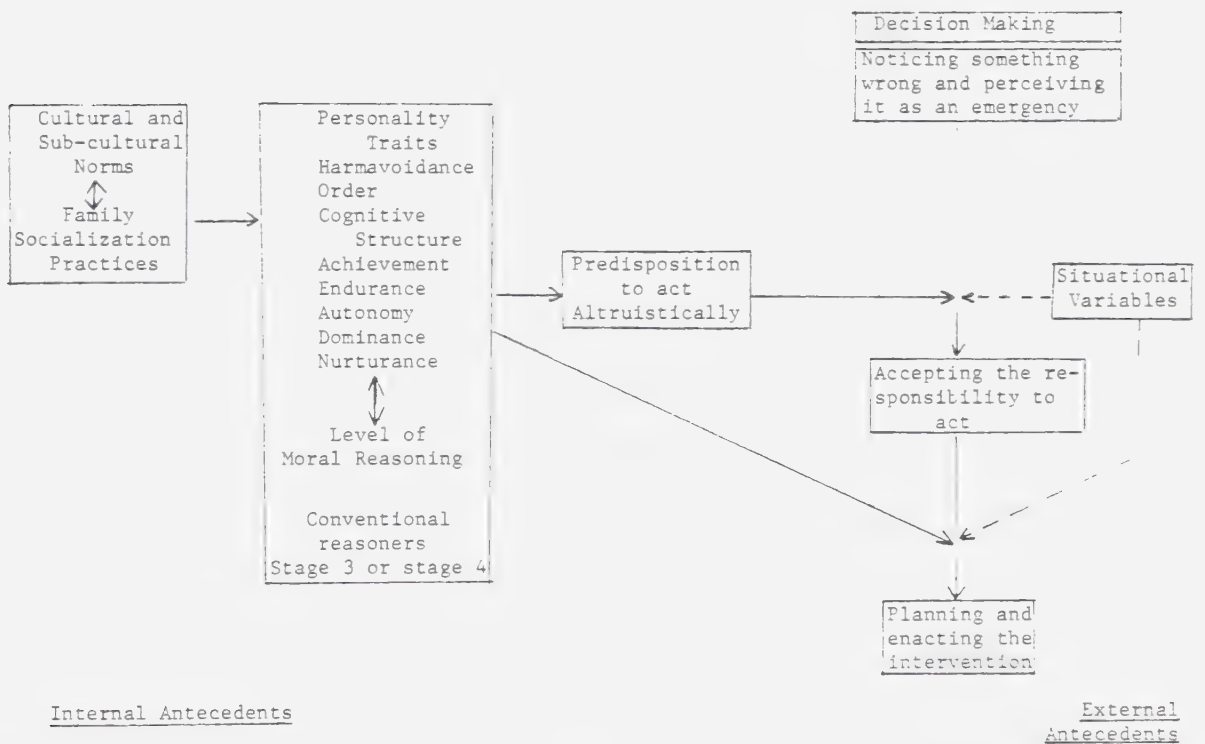 Decision Making
Noticing something
wrong and perceiving
it as an emergency
Cultural and
Sub-cultural
Norms
Family
Socialization
Practices
Personality
Traits
Harmavoidance
Order
Cognitive
Structure
Achievement
Endurance
Autonomy
Dominance
Nurturance
Level of
Moral Reasoning
Conventional
reasoners
Stage 3 or stage 4
Predisposition
to act
Altruistically
Situational
Variables
Accepting the re-
sponsibility to
act
Planning and
enacting the
intervention
Internal Antecedents
External
Antecedents